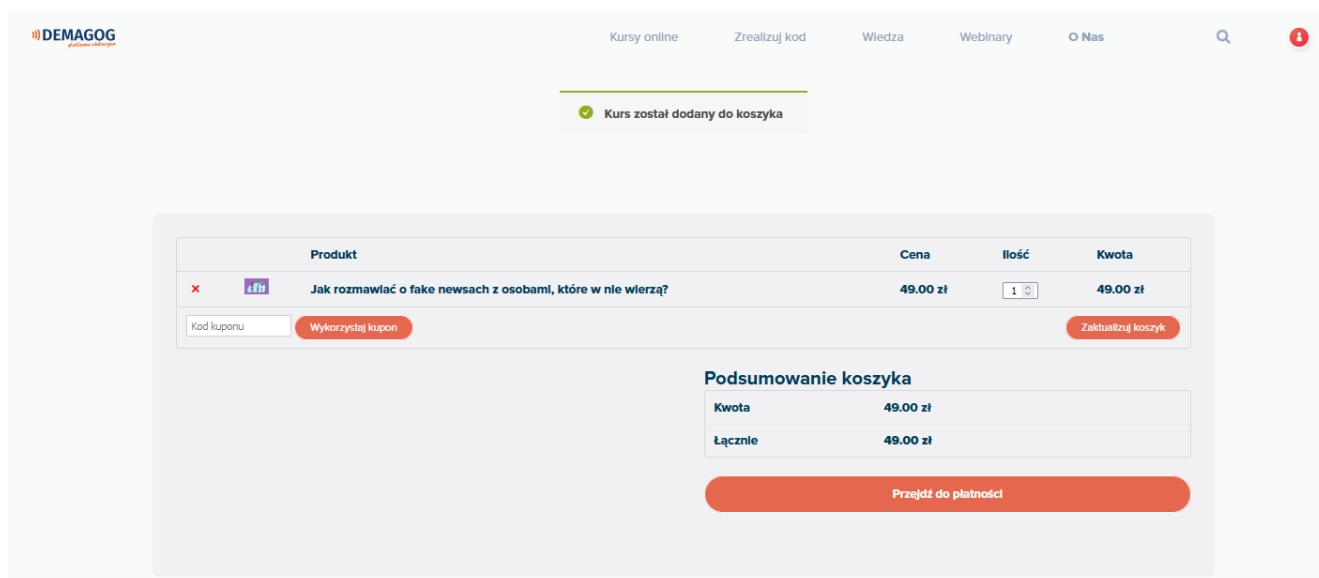 DEMAGOG
platforma edukacyjna
Kursy online Zrealizuj kod Wiedza Webinary O Nas
Kurs został dodany do koszyka
Produkt Cena Ilość Kwota
Jak rozmawiać o fake newsach z osobami, które w nie wierzą? 49.00 zł 1 49.00 zł
Kod kuponu Wykorzystaj kupon Zaktualizuj koszyk
Podsumowanie koszyka
Kwota 49.00 zł
Łącznie 49.00 zł
Przejdź do płatności